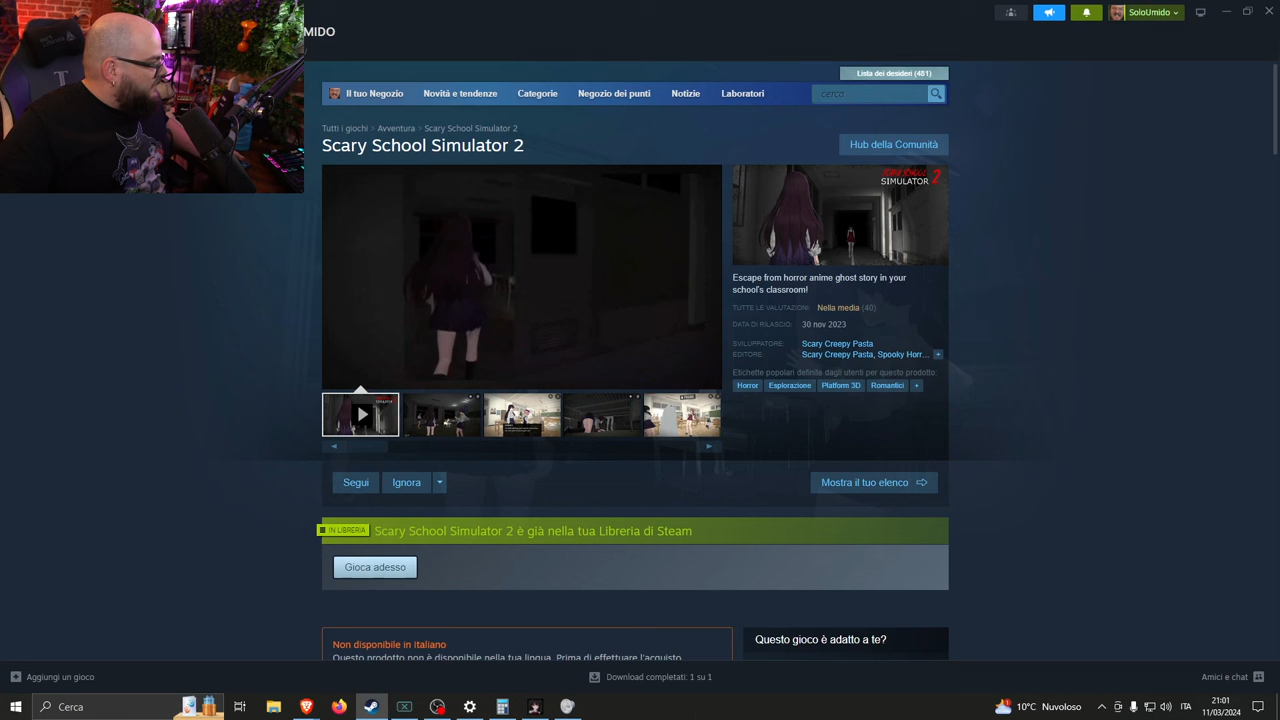 MIDO
SoloUmido
Lista dei desideri (481)
Il tuo Negozio
Novità e tendenze
Categorie
Negozio dei punti
Notizie
Laboratori
cerca
Tutti i giochi > Avventura > Scary School Simulator 2
Scary School Simulator 2
Hub della Comunità
SCARY SCHOOL
SIMULATOR 2
Escape from horror anime ghost story in your
school's classroom!
TUTTE LE VALUTAZIONI: Nella media (40)
DATA DI RILASCIO: 30 nov 2023
SVILUPPATORE: Scary Creepy Pasta
EDITORE: Scary Creepy Pasta, Spooky Horr... +
Etichette popolari definite dagli utenti per questo prodotto:
Horror
Esplorazione
Platform 3D
Romantici
+
Segui
Ignora
Mostra il tuo elenco
IN LIBRERIA
Scary School Simulator 2 è già nella tua Libreria di Steam
Gioca adesso
Non disponibile in Italiano
Questo prodotto non è disponibile nella tua lingua. Prima di effettuare l'acquisto,
Questo gioco è adatto a te?
Aggiungi un gioco
Download completati: 1 su 1
Amici e chat
Cerca
10°C Nuvoloso
ITA
21:01
11/03/2024